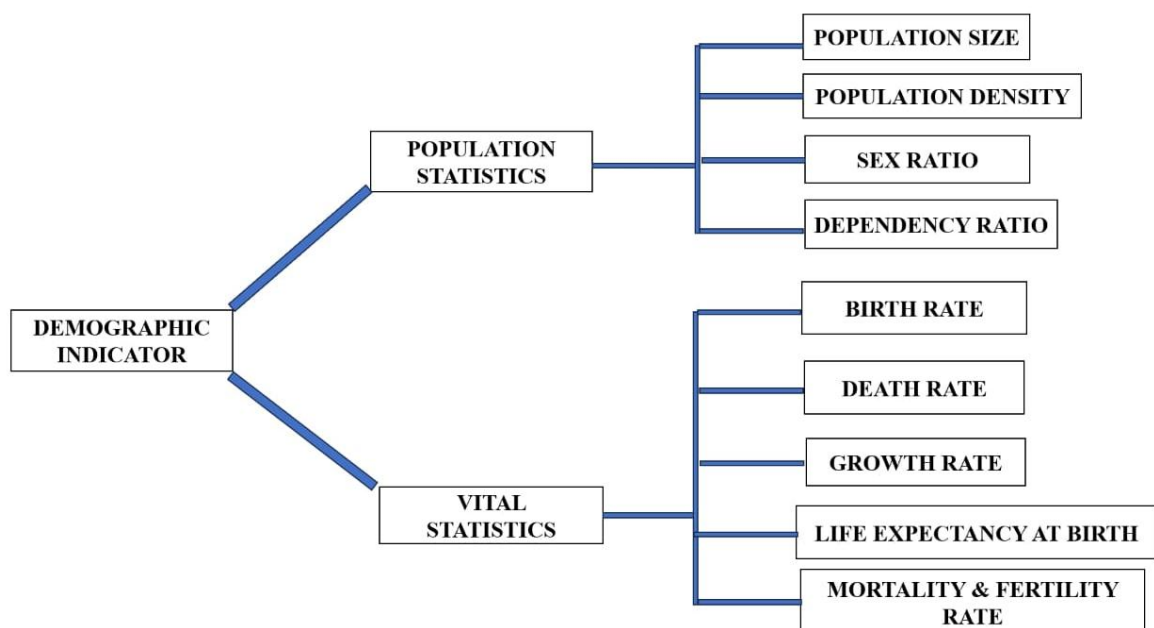 DEMOGRAPHIC
INDICATOR
POPULATION
STATISTICS
POPULATION SIZE
POPULATION DENSITY
SEX RATIO
DEPENDENCY RATIO
VITAL
STATISTICS
BIRTH RATE
DEATH RATE
GROWTH RATE
LIFE EXPECTANCY AT BIRTH
MORTALITY & FERTILITY
RATE